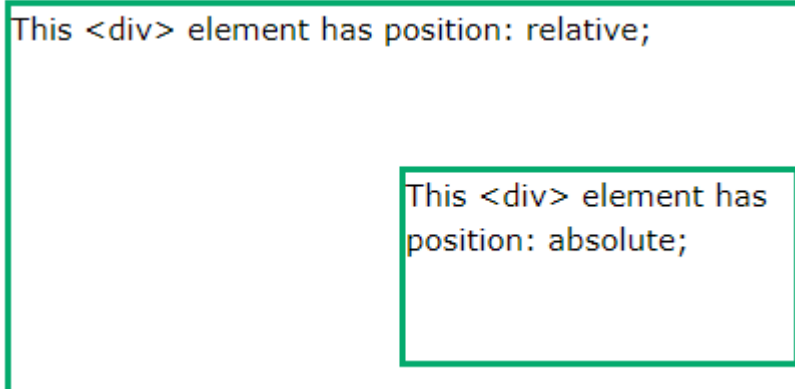 This <div> element has position: relative;
This <div> element has
position: absolute;